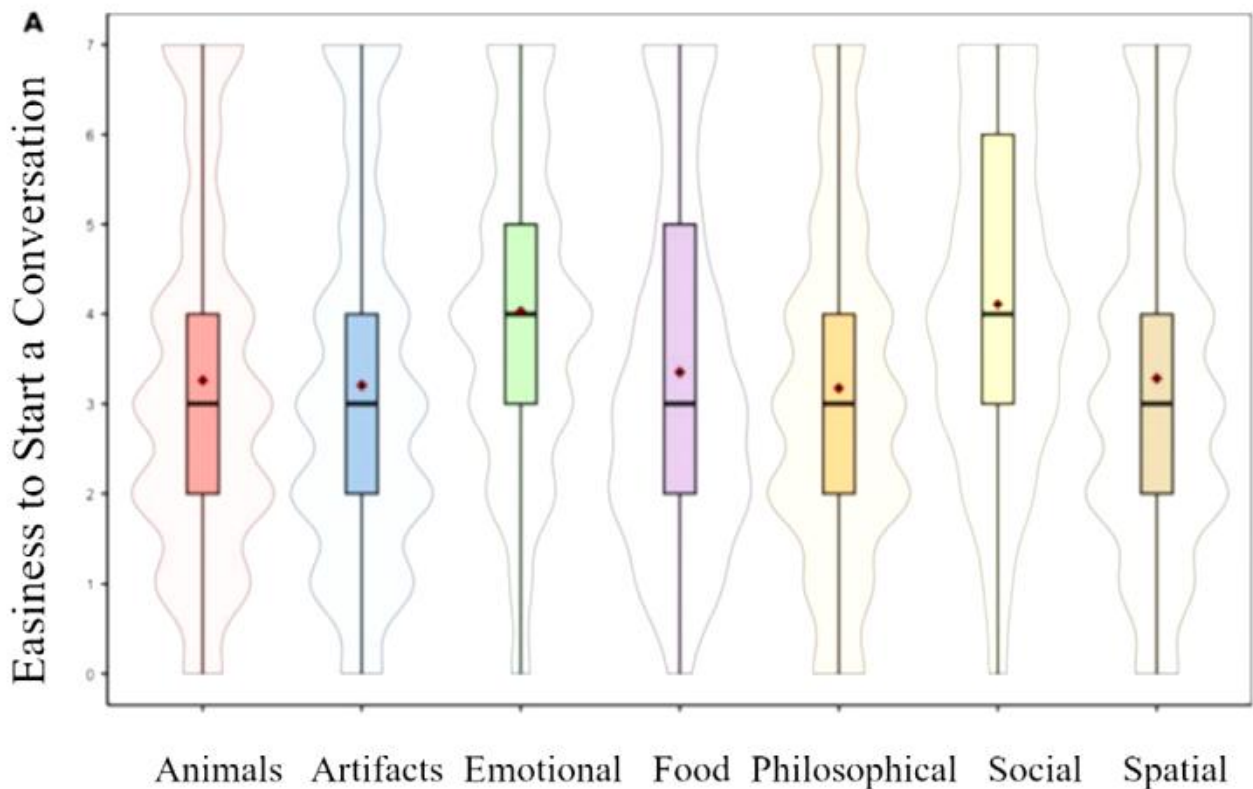 A
Easiness to Start a Conversation
7
6
5
4
3
2
1
0
Animals Artifacts Emotional Food Philosophical Social Spatial